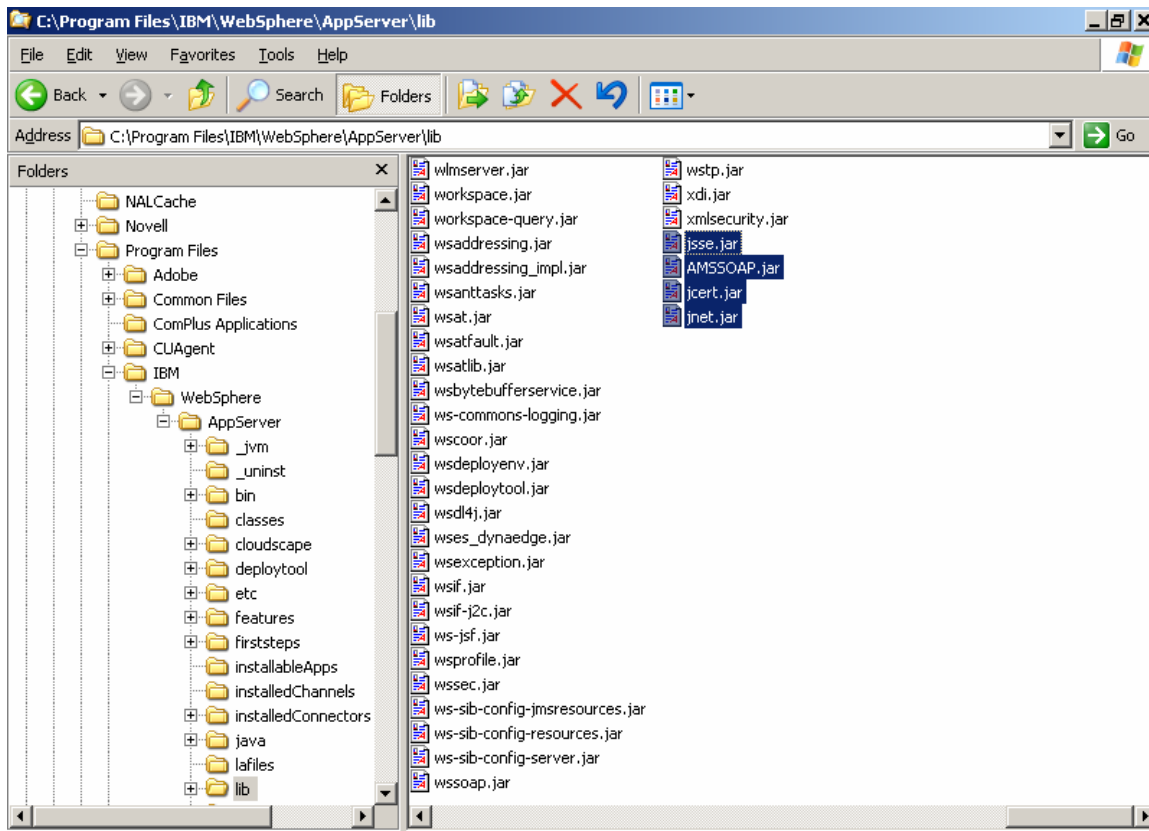 C:\Program Files\IBM\WebSphere\AppServer\lib
File Edit View Favorites Tools Help
Back Search Folders
Address C:\Program Files\IBM\WebSphere\AppServer\lib Go
Folders
NALCache
Novell
Program Files
Adobe
Common Files
ComPlus Applications
CUAgent
IBM
WebSphere
AppServer
_jvm
_uninst
bin
classes
cloudscape
deploytool
etc
features
firststeps
installableApps
installedChannels
installedConnectors
java
lafiles
lib
wlmserver.jar
workspace.jar
workspace-query.jar
wsaddressing.jar
wsaddressing_impl.jar
wsanttasks.jar
wsat.jar
wsatfault.jar
wsatlib.jar
wsbytebufferservice.jar
ws-commons-logging.jar
wscoor.jar
wsdeployenv.jar
wsdeploytool.jar
wsdl4j.jar
wses_dynaedge.jar
wsexception.jar
wsif.jar
wsif-j2c.jar
ws-jsf.jar
wsprofile.jar
wssec.jar
ws-sib-config-jmsresources.jar
ws-sib-config-resources.jar
ws-sib-config-server.jar
wssoap.jar
wstp.jar
xdi.jar
xmlsecurity.jar
jsse.jar
AMSSOAP.jar
jcert.jar
jnet.jar